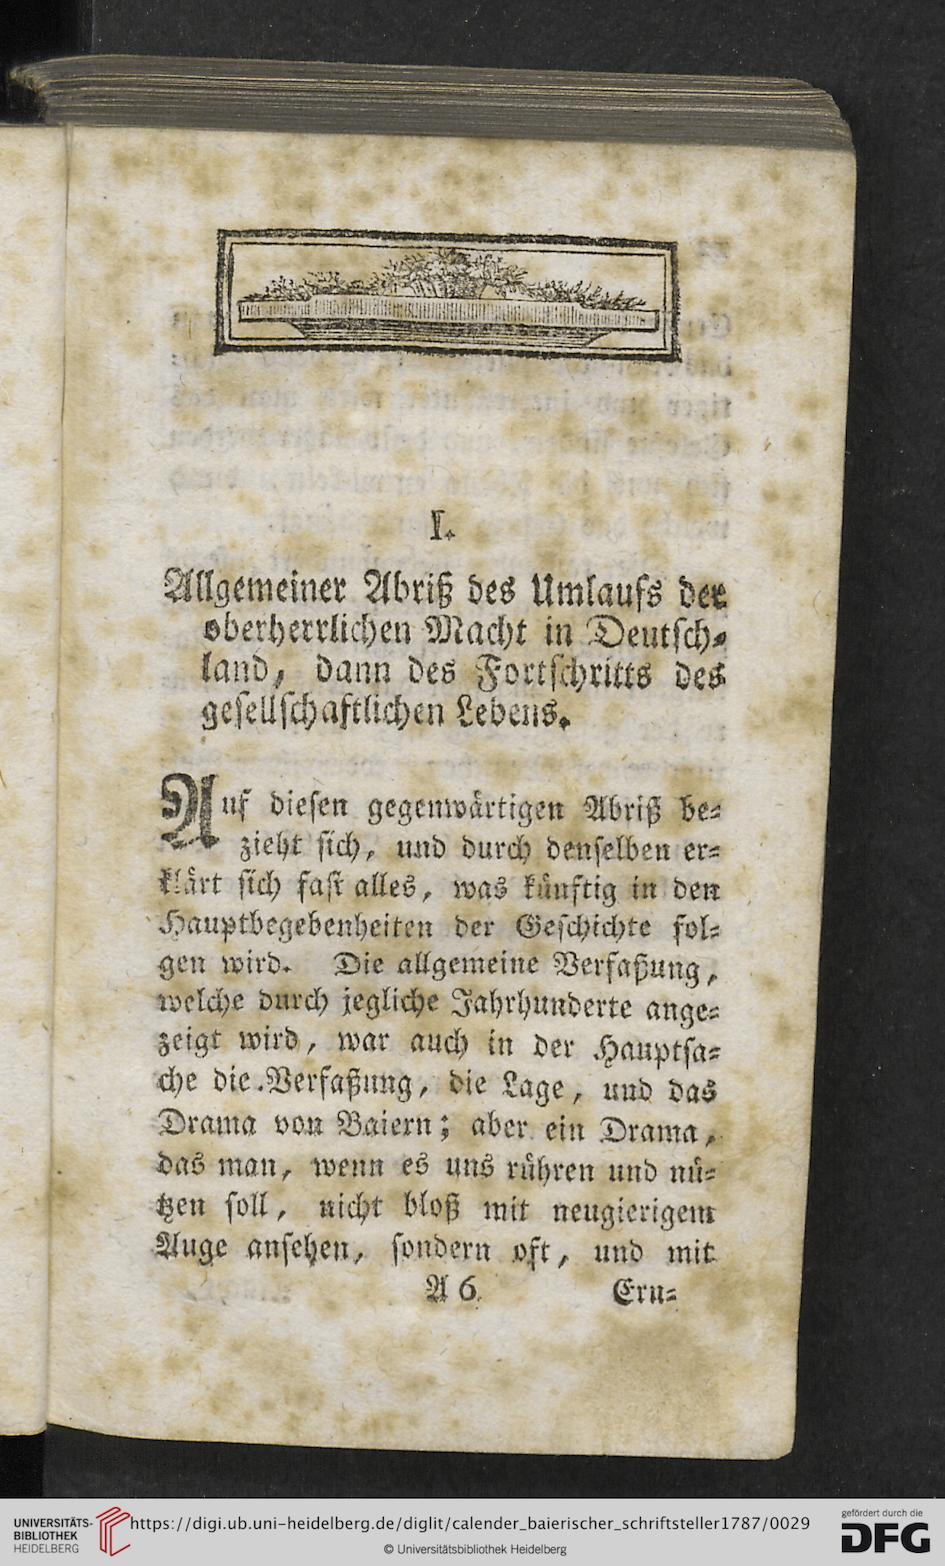 I.
Allgemeiner Abriß des Umlaufs der
oberherrlichen Macht in Deutsch⸗
land, dann des Fortschritts des
gesellschaftlichen Lebens.
Auf diesen gegenwärtigen Abriß be⸗
zieht sich, und durch denselben er⸗
klärt sich fast alles, was künftig in den
Hauptbegebenheiten der Geschichte fol⸗
gen wird. Die allgemeine Verfaßung,
welche durch jegliche Jahrhunderte ange⸗
zeigt wird, war auch in der Hauptsa⸗
che die Verfaßung, die Lage, und das
Drama von Baiern; aber ein Drama,
das man, wenn es uns rühren und nü⸗
tzen soll, nicht bloß mit neugierigem
Auge ansehen, sondern oft, und mit
A 6 Ern⸗
UNIVERSITÄTS-
BIBLIOTHEK
HEIDELBERG
https://digi.ub.uni-heidelberg.de/diglit/calender_baierischer_schriftsteller1787/0029
© Universitätsbibliothek Heidelberg
gefördert durch die
DFG